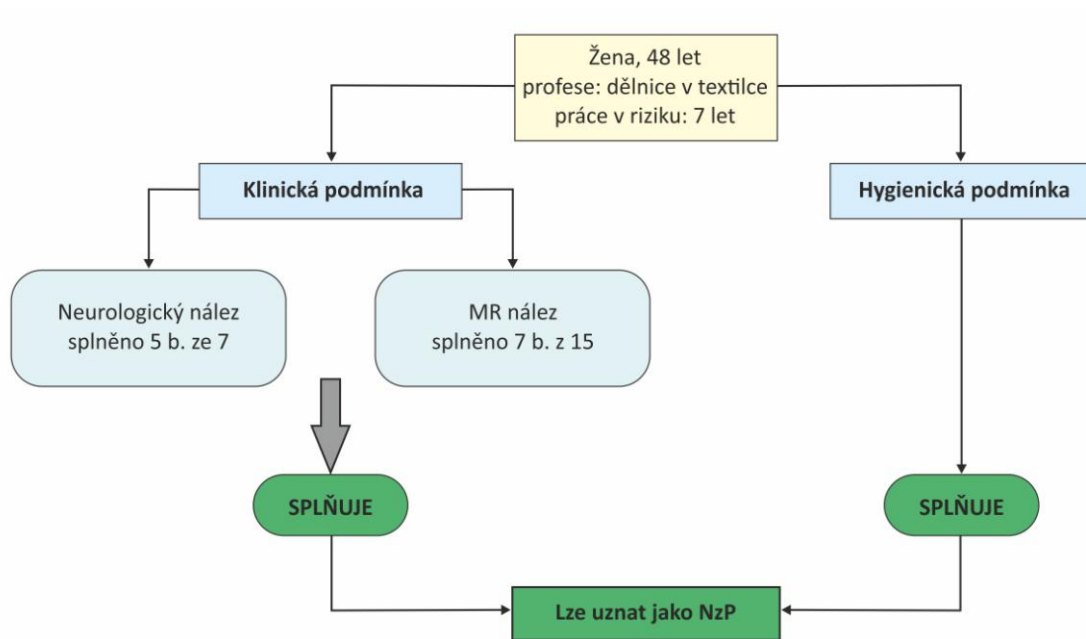 Žena, 48 let
profese: dělnice v textilce
práce v riziku: 7 let
Klinická podmínka
Hygienická podmínka
Neurologický nález
splněno 5 b. ze 7
MR nález
splněno 7 b. z 15
SPLŇUJE
SPLŇUJE
Lze uznat jako NzP